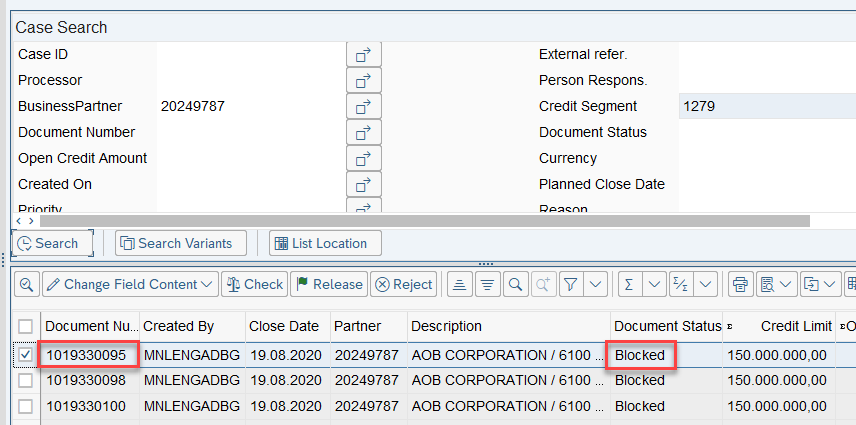 Case Search
Case ID External refer.
Processor Person Respons.
BusinessPartner 20249787 Credit Segment 1279
Document Number Document Status
Open Credit Amount Currency
Created On Planned Close Date
Priority Reason
Search Search Variants List Location
Change Field Content Check Release Reject Σ Σ/Σ
Document Nu... Created By Close Date Partner Description Document Status Σ Credit Limit Σ O
1019330095 MNLENGADBG 19.08.2020 20249787 AOB CORPORATION / 6100 ... Blocked 150.000.000,00
1019330098 MNLENGADBG 19.08.2020 20249787 AOB CORPORATION / 6100 ... Blocked 150.000.000,00
1019330100 MNLENGADBG 19.08.2020 20249787 AOB CORPORATION / 6100 ... Blocked 150.000.000,00